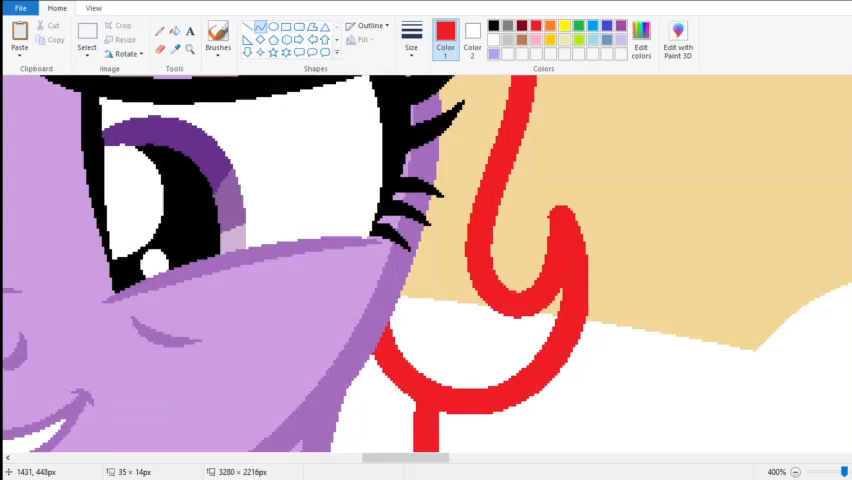 File Home View
Cut
Crop
Paste
Copy
Select
Resize
Rotate
A
Brushes
Outline
Fill
Size
Color
1
Color
2
Edit
colors
Edit with
Paint 3D
Clipboard
Image
Tools
Shapes
Colors
1431, 448px
35 × 14px
3280 × 2216px
400%